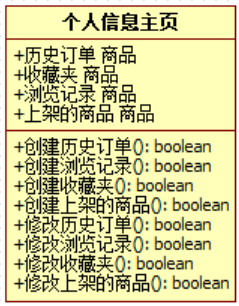 个人信息主页
+历史订单 商品
+收藏夹 商品
+浏览记录 商品
+上架的商品 商品
+创建历史订单(): boolean
+创建浏览记录(): boolean
+创建收藏夹(): boolean
+创建上架的商品(): boolean
+修改历史订单(): boolean
+修改浏览记录(): boolean
+修改收藏夹(): boolean
+修改上架的商品(): boolean